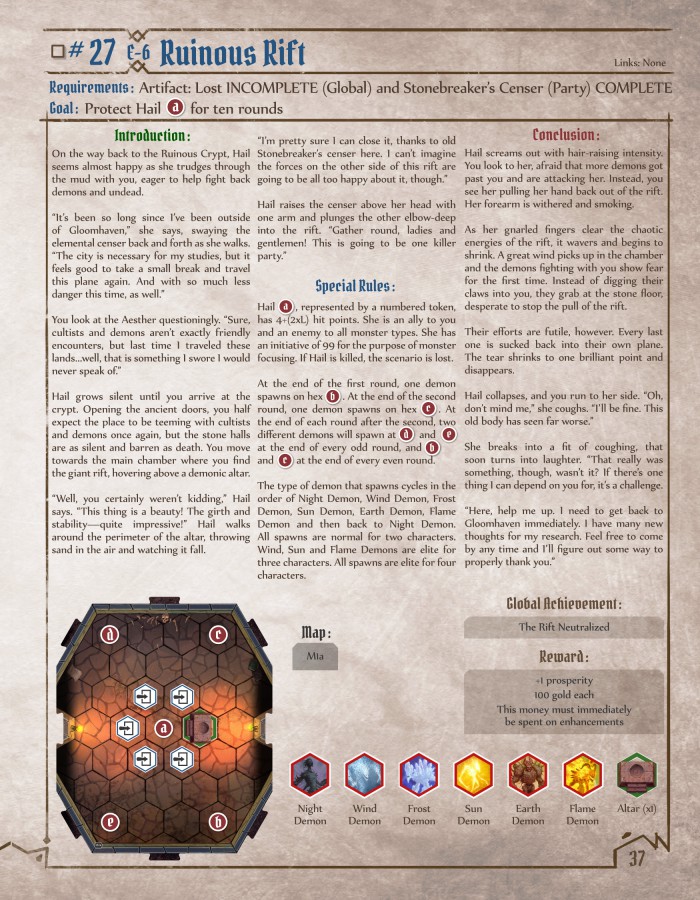 #27 C-6 Ruinous Rift
Links: None
Requirements: Artifact: Lost INCOMPLETE (Global) and Stonebreaker's Censer (Party) COMPLETE
Goal: Protect Hail a for ten rounds
Introduction:
On the way back to the Ruinous Crypt, Hail
seems almost happy as she trudges through
the mud with you, eager to help fight back
demons and undead.
“It's been so long since I've been outside
of Gloomhaven,” she says, swaying the
elemental censer back and forth as she walks.
“The city is necessary for my studies, but it
feels good to take a small break and travel
this plane again. And with so much less
danger this time, as well.”
You look at the Aesther questioningly. “Sure,
cultists and demons aren't exactly friendly
encounters, but last time I traveled these
lands...well, that is something I swore I would
never speak of.”
Hail grows silent until you arrive at the
crypt. Opening the ancient doors, you half
expect the place to be teeming with cultists
and demons once again, but the stone halls
are as silent and barren as death. You move
towards the main chamber where you find
the giant rift, hovering above a demonic altar.
“Well, you certainly weren't kidding,” Hail
says. “This thing is a beauty! The girth and
stability—quite impressive!” Hail walks
around the perimeter of the altar, throwing
sand in the air and watching it fall.
“I'm pretty sure I can close it, thanks to old
Stonebreaker's censer here. I can't imagine
the forces on the other side of this rift are
going to be all too happy about it, though.”
Hail raises the censer above her head with
one arm and plunges the other elbow-deep
into the rift. “Gather round, ladies and
gentlemen! This is going to be one killer
party.”
Special Rules:
Hail a, represented by a numbered token,
has 4+(2xL) hit points. She is an ally to you
and an enemy to all monster types. She has
an initiative of 99 for the purpose of monster
focusing. If Hail is killed, the scenario is lost.
At the end of the first round, one demon
spawns on hex b. At the end of the second
round, one demon spawns on hex c. At
the end of each round after the second, two
different demons will spawn at d and e
at the end of every odd round, and b
and c at the end of every even round.
The type of demon that spawns cycles in the
order of Night Demon, Wind Demon, Frost
Demon, Sun Demon, Earth Demon, Flame
Demon and then back to Night Demon.
All spawns are normal for two characters.
Wind, Sun and Flame Demons are elite for
three characters. All spawns are elite for four
characters.
Conclusion:
Hail screams out with hair-raising intensity.
You look to her, afraid that more demons got
past you and are attacking her. Instead, you
see her pulling her hand back out of the rift.
Her forearm is withered and smoking.
As her gnarled fingers clear the chaotic
energies of the rift, it wavers and begins to
shrink. A great wind picks up in the chamber
and the demons fighting with you show fear
for the first time. Instead of digging their
claws into you, they grab at the stone floor,
desperate to stop the pull of the rift.
Their efforts are futile, however. Every last
one is sucked back into their own plane.
The tear shrinks to one brilliant point and
disappears.
Hail collapses, and you run to her side. “Oh,
don't mind me,” she coughs. “I'll be fine. This
old body has seen far worse.”
She breaks into a fit of coughing, that
soon turns into laughter. “That really was
something, though, wasn't it? If there's one
thing I can depend on you for, it's a challenge.
“Here, help me up. I need to get back to
Gloomhaven immediately. I have many new
thoughts for my research. Feel free to come
by any time and I'll figure out some way to
properly thank you.”
Global Achievement:
The Rift Neutralized
Reward:
+1 prosperity
100 gold each
This money must immediately
be spent on enhancements
Map:
M1a
d
c
a
e
b
Night
Demon
Wind
Demon
Frost
Demon
Sun
Demon
Earth
Demon
Flame
Demon
Altar (x1)
37